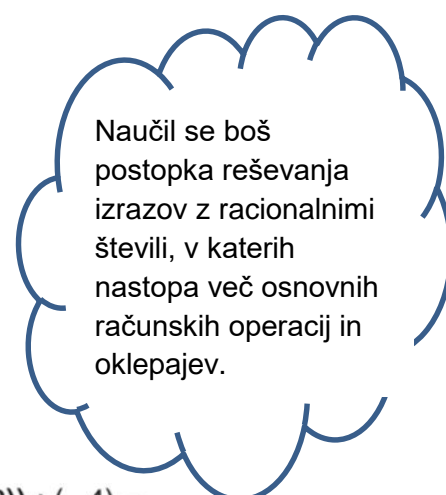 Naučil se boš
postopka reševanja
izrazov z racionalnimi
števili, v katerih
nastopa več osnovnih
računskih operacij in
oklepajev.